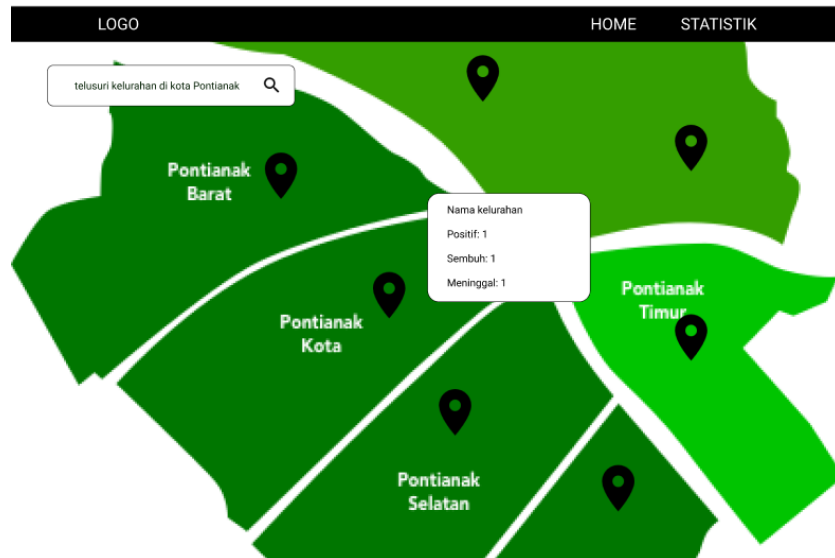 LOGO
HOME
STATISTIK
telusuri kelurahan di kota Pontianak
Pontianak
Barat
Nama kelurahan
Positif: 1
Sembuh: 1
Meninggal: 1
Pontianak
Timur
Pontianak
Kota
Pontianak
Selatan